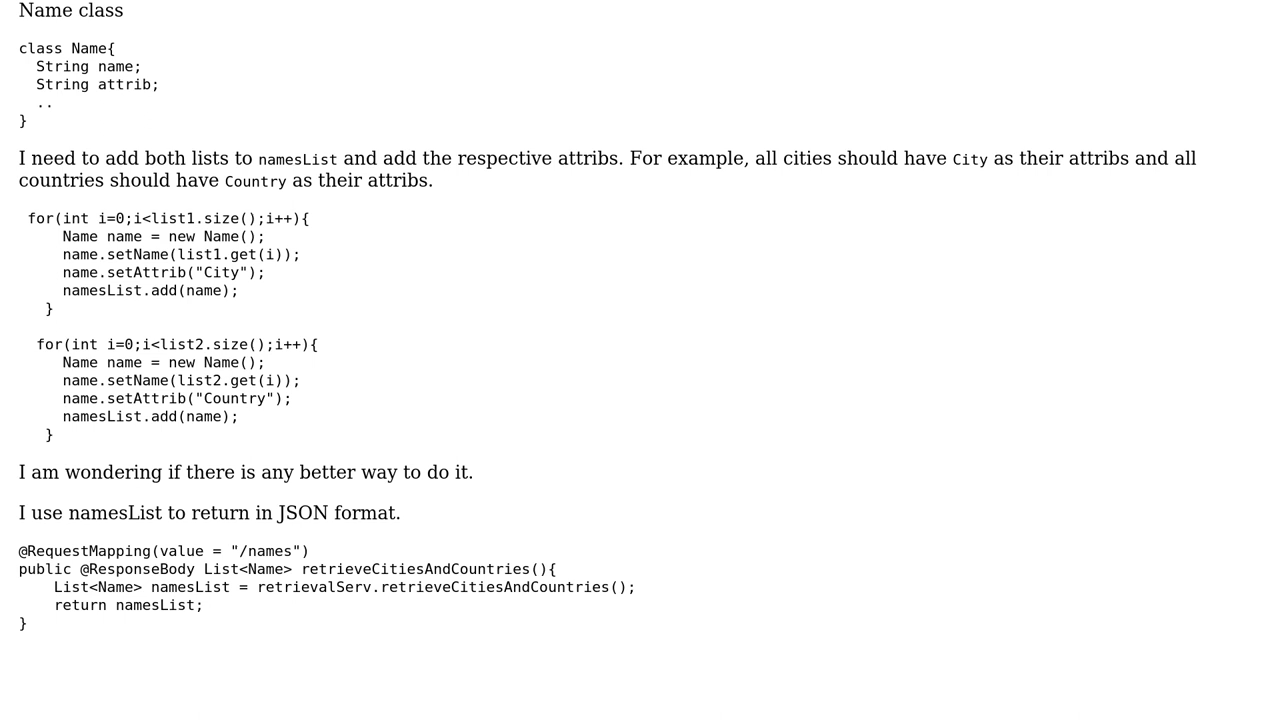 Name class
class Name{
  String name;
  String attrib;
  ..
}
I need to add both lists to namesList and add the respective attribs. For example, all cities should have City as their attribs and all
countries should have Country as their attribs.
 for(int i=0;i<list1.size();i++){
     Name name = new Name();
     name.setName(list1.get(i));
     name.setAttrib("City");
     namesList.add(name);
   }
  for(int i=0;i<list2.size();i++){
     Name name = new Name();
     name.setName(list2.get(i));
     name.setAttrib("Country");
     namesList.add(name);
   }
I am wondering if there is any better way to do it.
I use namesList to return in JSON format.
@RequestMapping(value = "/names")
public @ResponseBody List<Name> retrieveCitiesAndCountries(){
    List<Name> namesList = retrievalServ.retrieveCitiesAndCountries();
    return namesList;
}